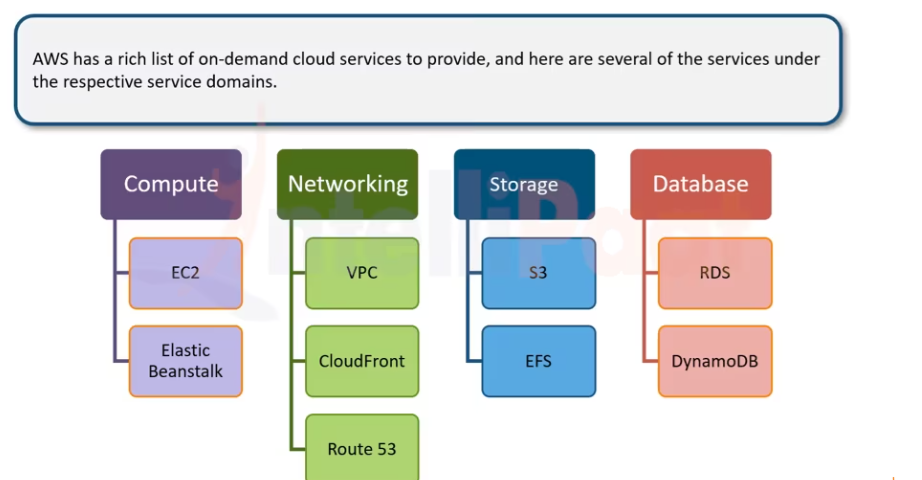 AWS has a rich list of on-demand cloud services to provide, and here are several of the services under
the respective service domains.
Compute
Networking
Storage
Database
EC2
VPC
S3
RDS
Elastic
Beanstalk
CloudFront
EFS
DynamoDB
Route 53
IntelliPaat